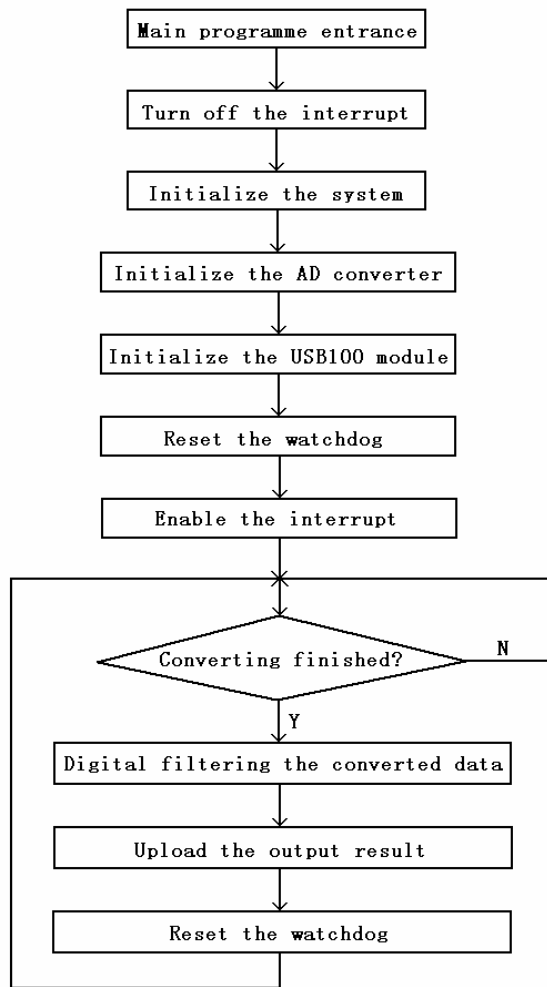 Main programme entrance
Turn off the interrupt
Initialize the system
Initialize the AD converter
Initialize the USB100 module
Reset the watchdog
Enable the interrupt
Converting finished?
N
Y
Digital filtering the converted data
Upload the output result
Reset the watchdog